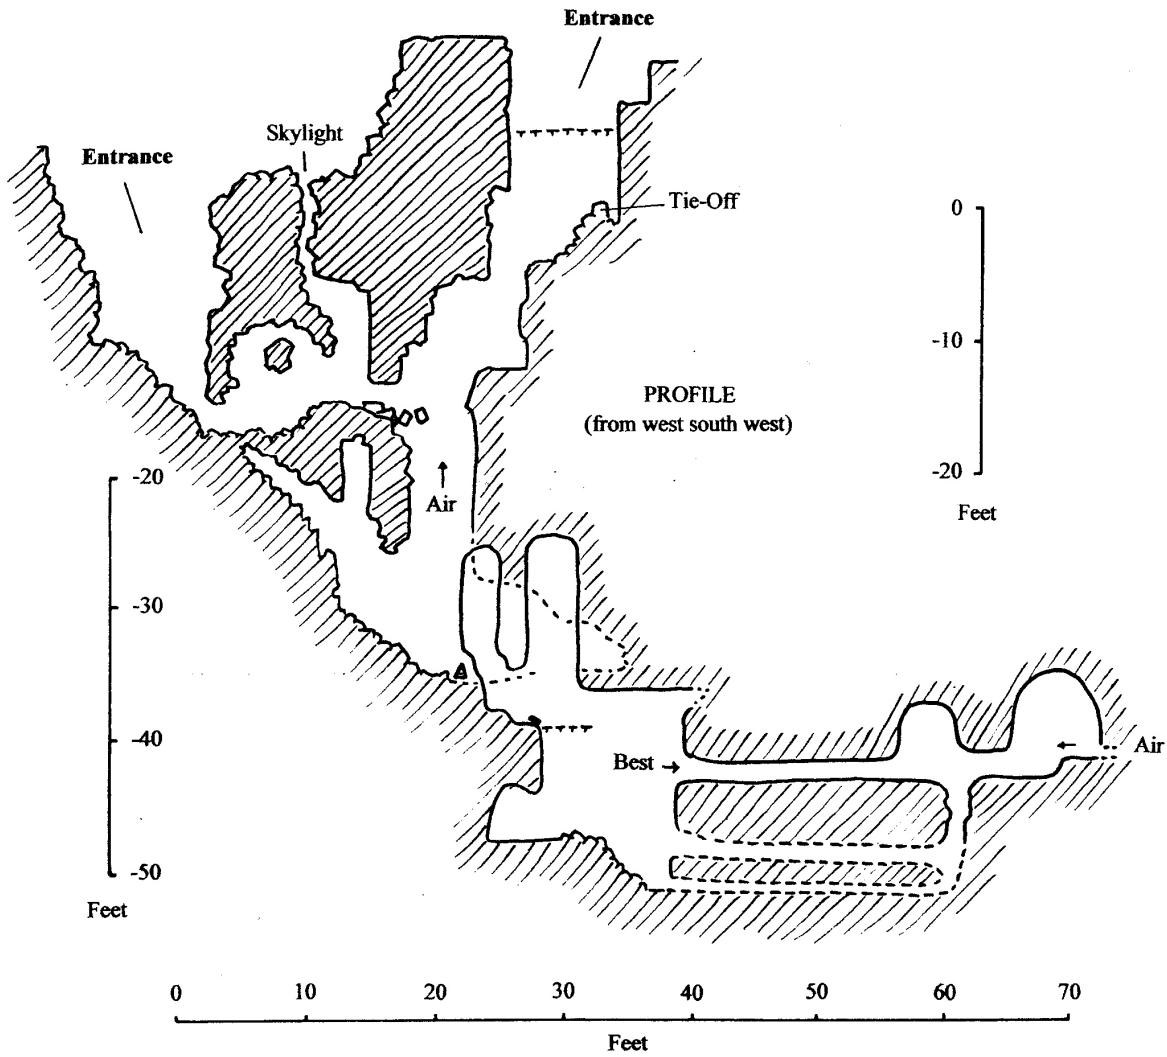 Entrance
Skylight
Entrance
Tie-Off
0
-10
PROFILE
(from west south west)
-20
-20
Air
Feet
-30
-40
Best
Air
-50
Feet
0 10 20 30 40 50 60 70
Feet